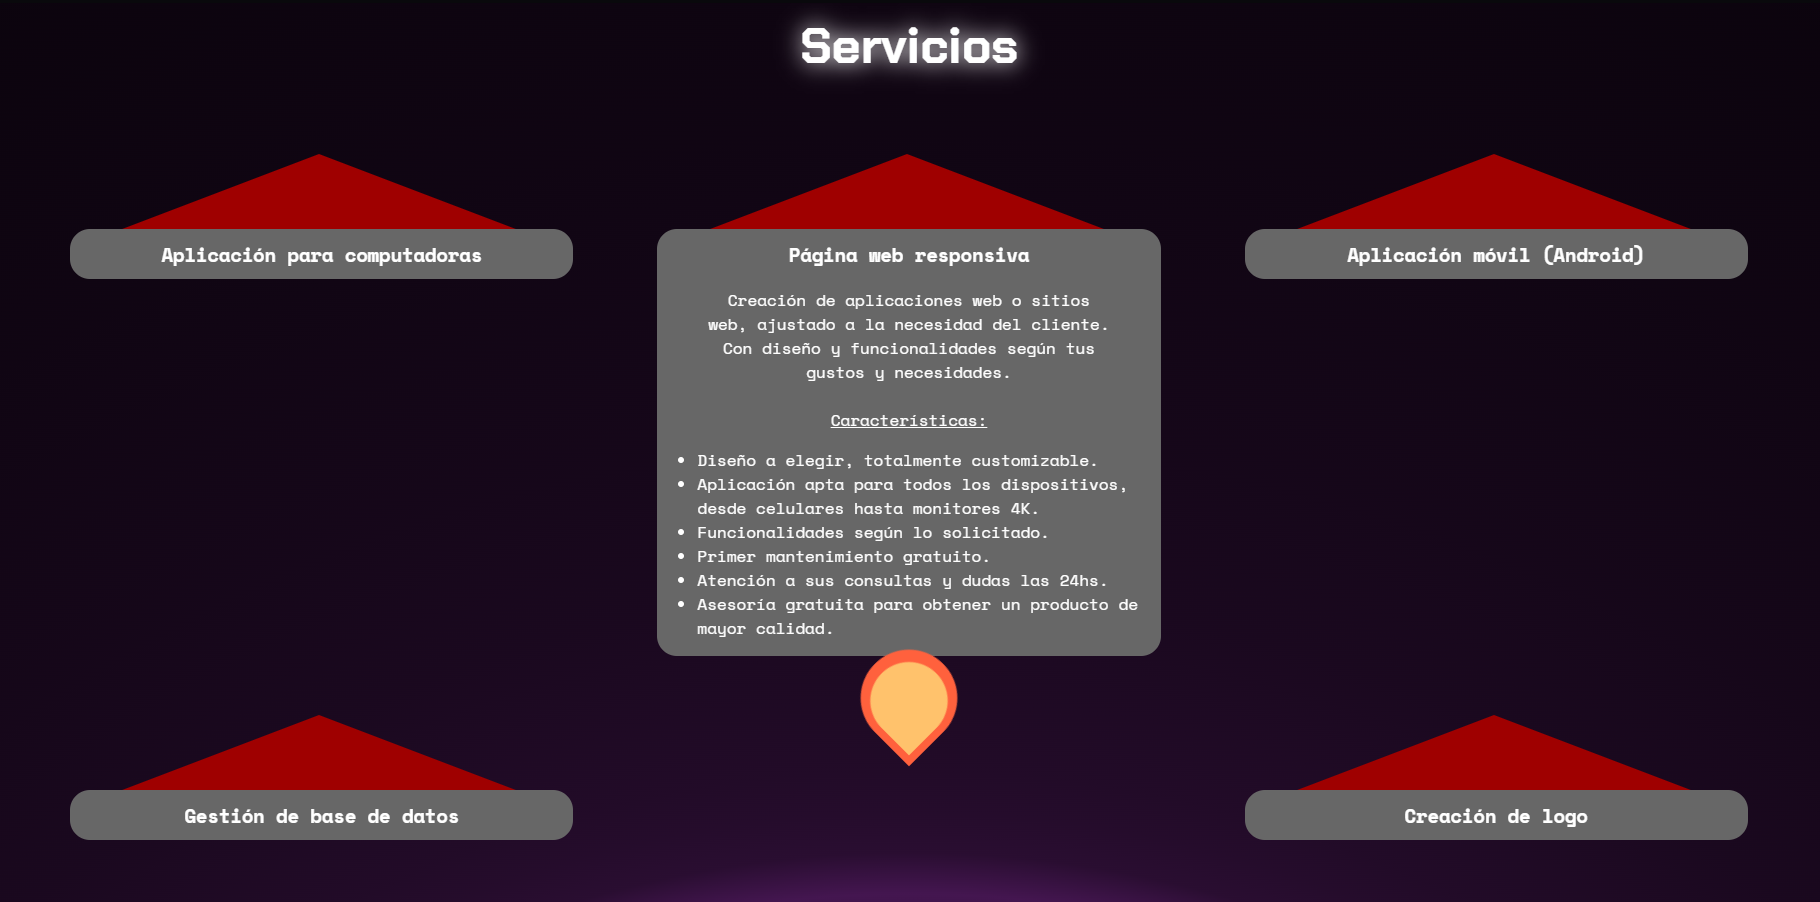 Servicios
Aplicación para computadoras
Página web responsiva
Aplicación móvil (Android)
Creación de aplicaciones web o sitios
web, ajustado a la necesidad del cliente.
Con diseño y funcionalidades según tus
gustos y necesidades.
Características:
• Diseño a elegir, totalmente customizable.
• Aplicación apta para todos los dispositivos,
desde celulares hasta monitores 4K.
• Funcionalidades según lo solicitado.
• Primer mantenimiento gratuito.
• Atención a sus consultas y dudas las 24hs.
• Asesoría gratuita para obtener un producto de
mayor calidad.
Gestión de base de datos
Creación de logo